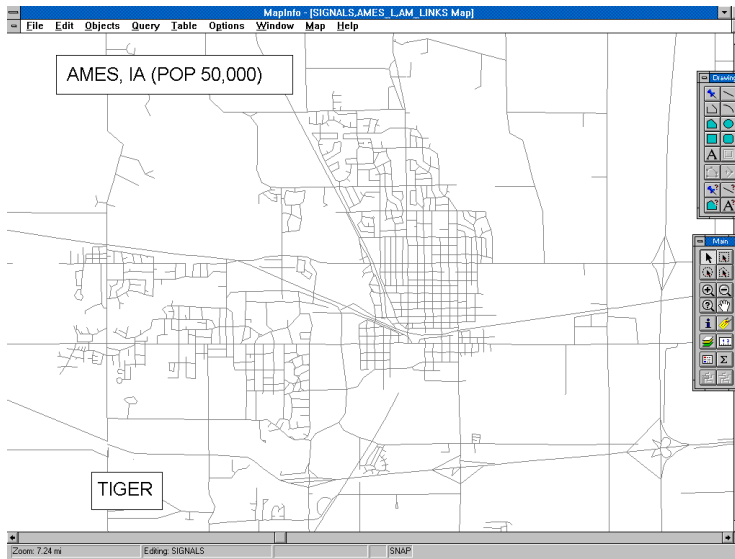 MapInfo - [SIGNALS,AMES_L,AM_LINKS Map]
File Edit Objects Query Table Options Window Map Help
AMES, IA (POP 50,000)
Drawing
A
A?
Main
i
Σ
TIGER
Zoom: 7.24 mi Editing: SIGNALS SNAP